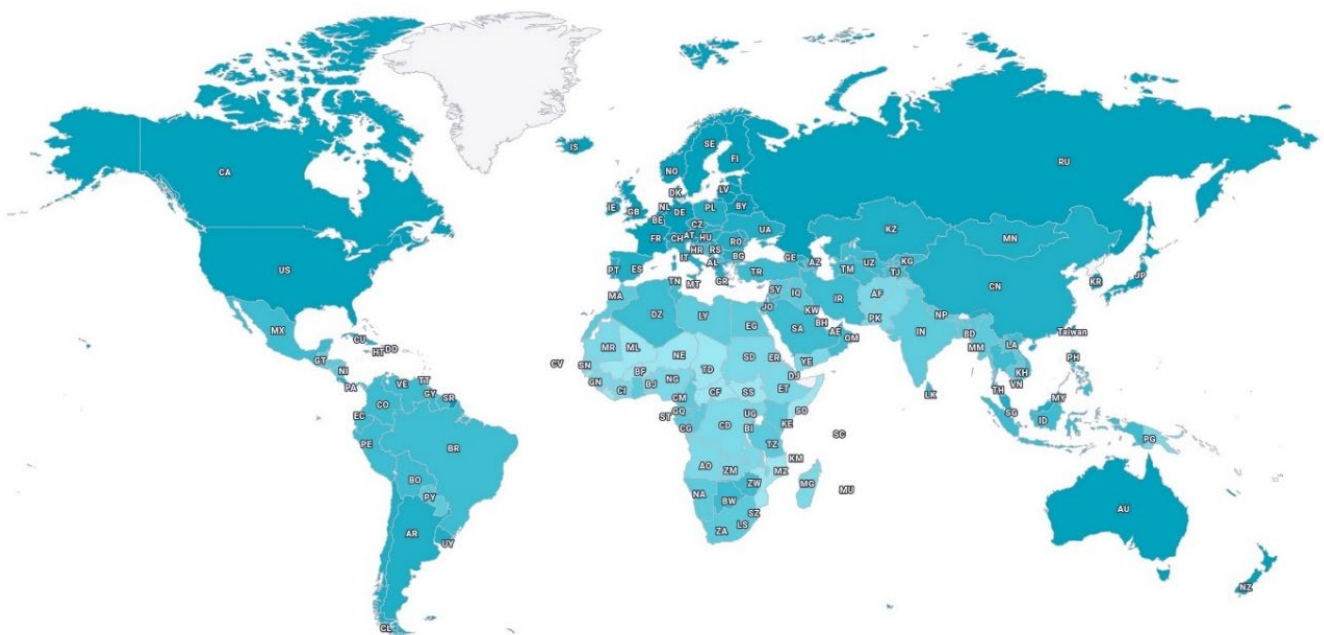 IS
SE
FI
CA
NO
RU
DK
LV
IE
GB
NL
DE
PL
BY
BE
CZ
FR
CH
AT
HU
UA
KZ
MN
HR
RS
RO
US
IT
AL
BG
GE
AZ
UZ
KG
PT
ES
GR
TR
TM
TJ
CN
KR
JP
TN
MT
MA
SY
IQ
IR
AF
MX
DZ
LY
EG
JO
KW
PK
NP
CU
SA
BH
AE
OM
IN
BD
MM
LA
Taiwan
HT
DO
GT
MR
ML
NE
TD
SD
ER
YE
PH
CV
SN
NI
BF
DJ
KH
VN
TH
PA
VE
TT
GY
SR
GN
CI
BJ
NG
CF
SS
ET
LK
CO
CM
MY
EC
ST
GQ
UG
SO
SG
ID
PE
BR
CG
CD
BI
KE
SC
PG
TZ
KM
BO
AO
ZM
MZ
MG
MU
PY
NA
BW
ZW
AR
UY
ZA
LS
SZ
AU
NZ
CL